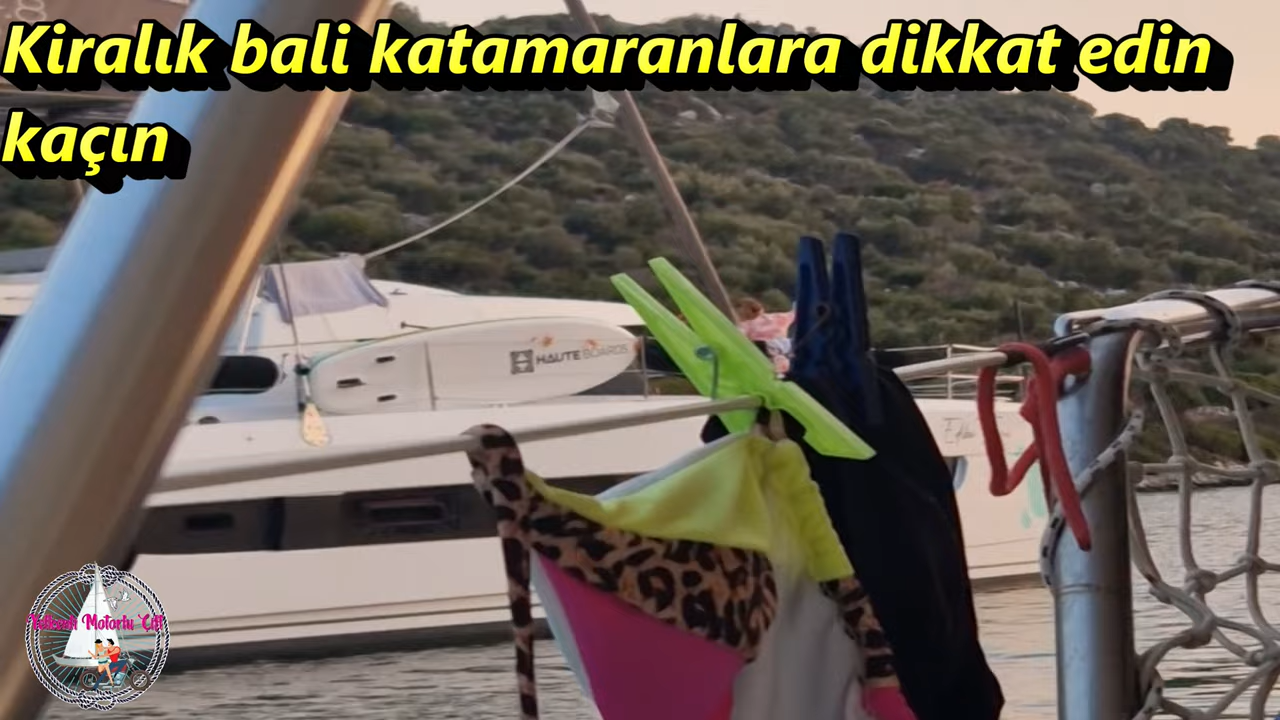 Kiralık bali katamaranlara dikkat edin
kaçın
HAUTE BOARDS
Yelkenli Motorlu Çift